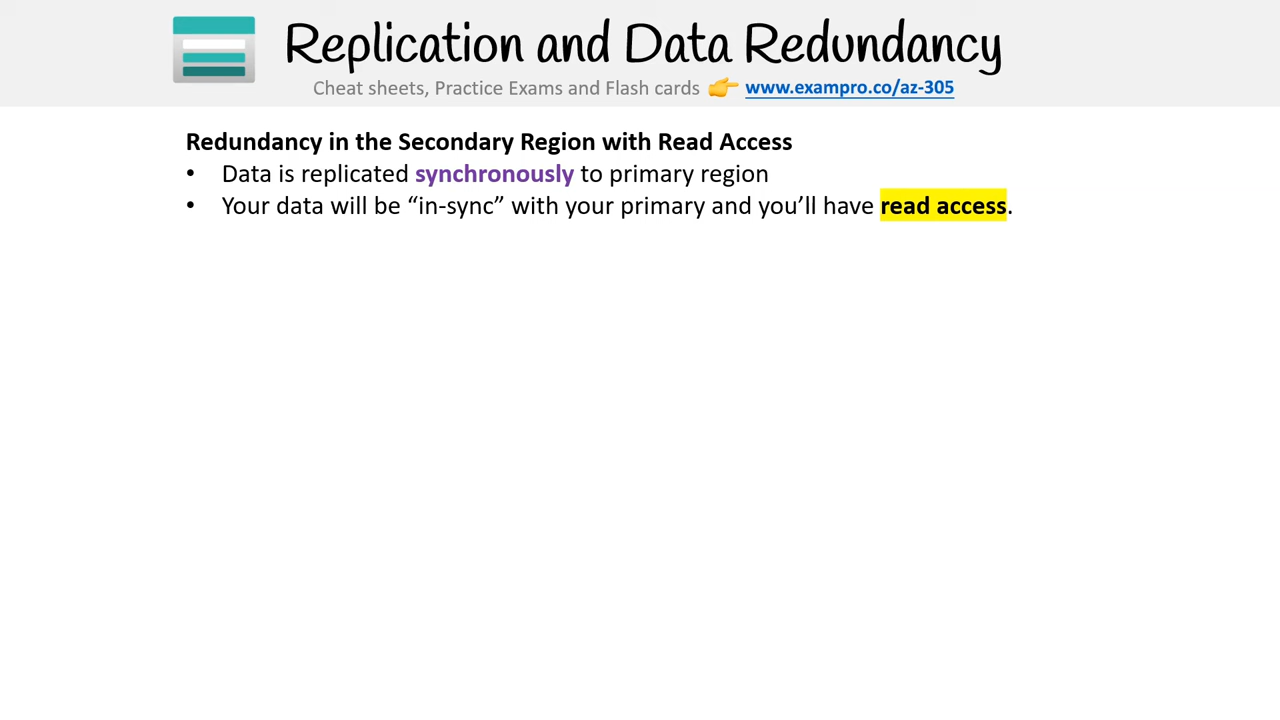 Replication and Data Redundancy
Cheat sheets, Practice Exams and Flash cards 👉 www.exampro.co/az-305
Redundancy in the Secondary Region with Read Access
• Data is replicated synchronously to primary region
• Your data will be “in-sync” with your primary and you’ll have read access.